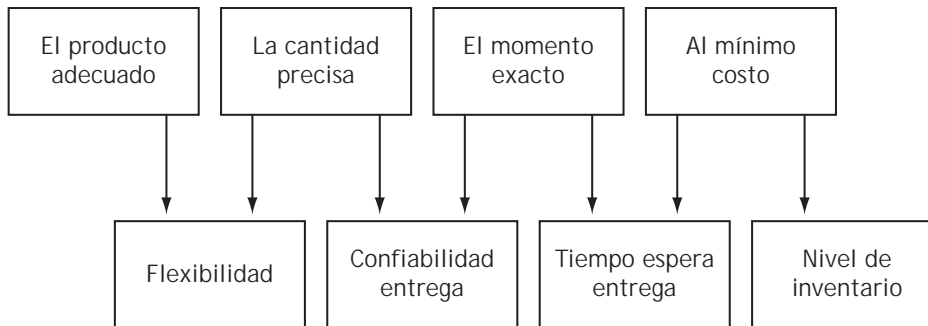 El producto
adecuado
La cantidad
precisa
El momento
exacto
Al mínimo
costo
Flexibilidad
Confiabilidad
entrega
Tiempo espera
entrega
Nivel de
inventario